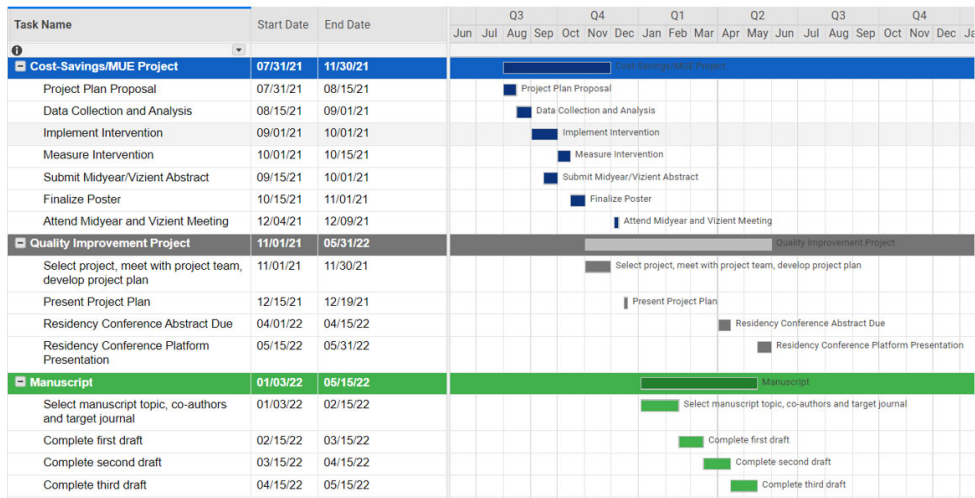 Task Name Start Date End Date Q3 Q4 Q1 Q2 Q3 Q4
Jun Jul Aug Sep Oct Nov Dec Jan Feb Mar Apr May Jun Jul Aug Sep Oct Nov Dec Ja
Cost-Savings/MUE Project 07/31/21 11/30/21 Cost-Savings/MUE Project
Project Plan Proposal 08/15/21 07/31/21 Project Plan Proposal
Data Collection and Analysis 08/15/21 09/01/21 Data Collection and Analysis
Implement Intervention 09/01/21 10/01/21 Implement Intervention
Measure Intervention 10/01/21 10/15/21 Measure Intervention
Submit Midyear/Vizient Abstract 09/15/21 10/01/21 Submit Midyear/Vizient Abstract
Finalize Poster 10/15/21 11/01/21 Finalize Poster
Attend Midyear and Vizient Meeting 12/04/21 12/09/21 Attend Midyear and Vizient Meeting
Quality Improvement Project 11/01/21 05/31/22 Quality Improvement Project
Select project, meet with project team, 11/01/21 11/30/21 Select project, meet with project team, develop project plan
develop project plan
Present Project Plan 12/15/21 12/19/21 Present Project Plan
Residency Conference Abstract Due 04/01/22 04/15/22 Residency Conference Abstract Due
Residency Conference Platform 05/15/22 05/31/22 Residency Conference Platform Presentation
Presentation
Manuscript 01/03/22 05/15/22 Manuscript
Select manuscript topic, co-authors 01/03/22 02/15/22 Select manuscript topic, co-authors and target journal
and target journal
Complete first draft 02/15/22 03/15/22 Complete first draft
Complete second draft 03/15/22 04/15/22 Complete second draft
Complete third draft 04/15/22 05/15/22 Complete third draft